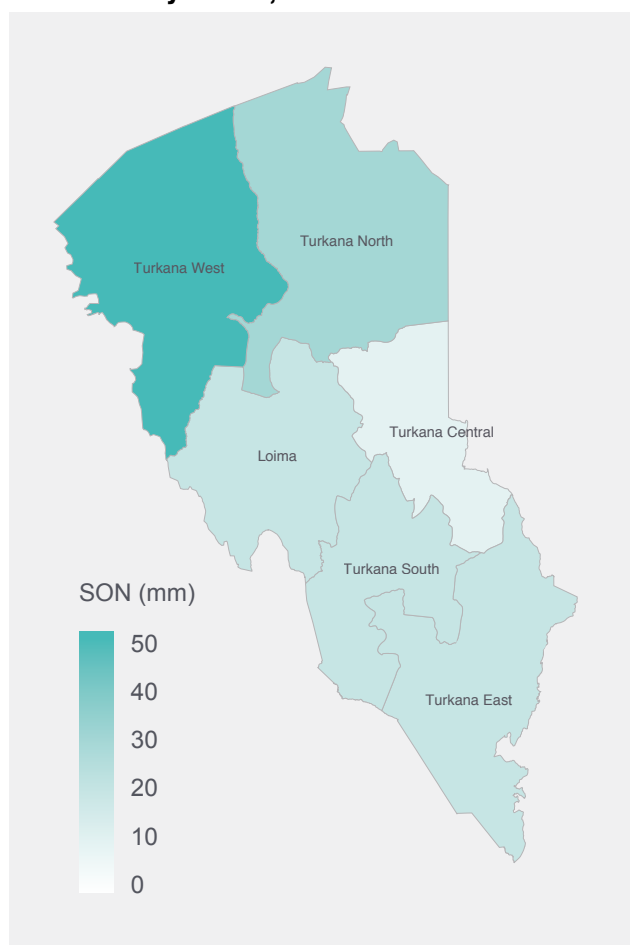 Turkana North
Turkana West
Turkana Central
Loima
Turkana South
Turkana East
SON (mm)
50
40
30
20
10
0